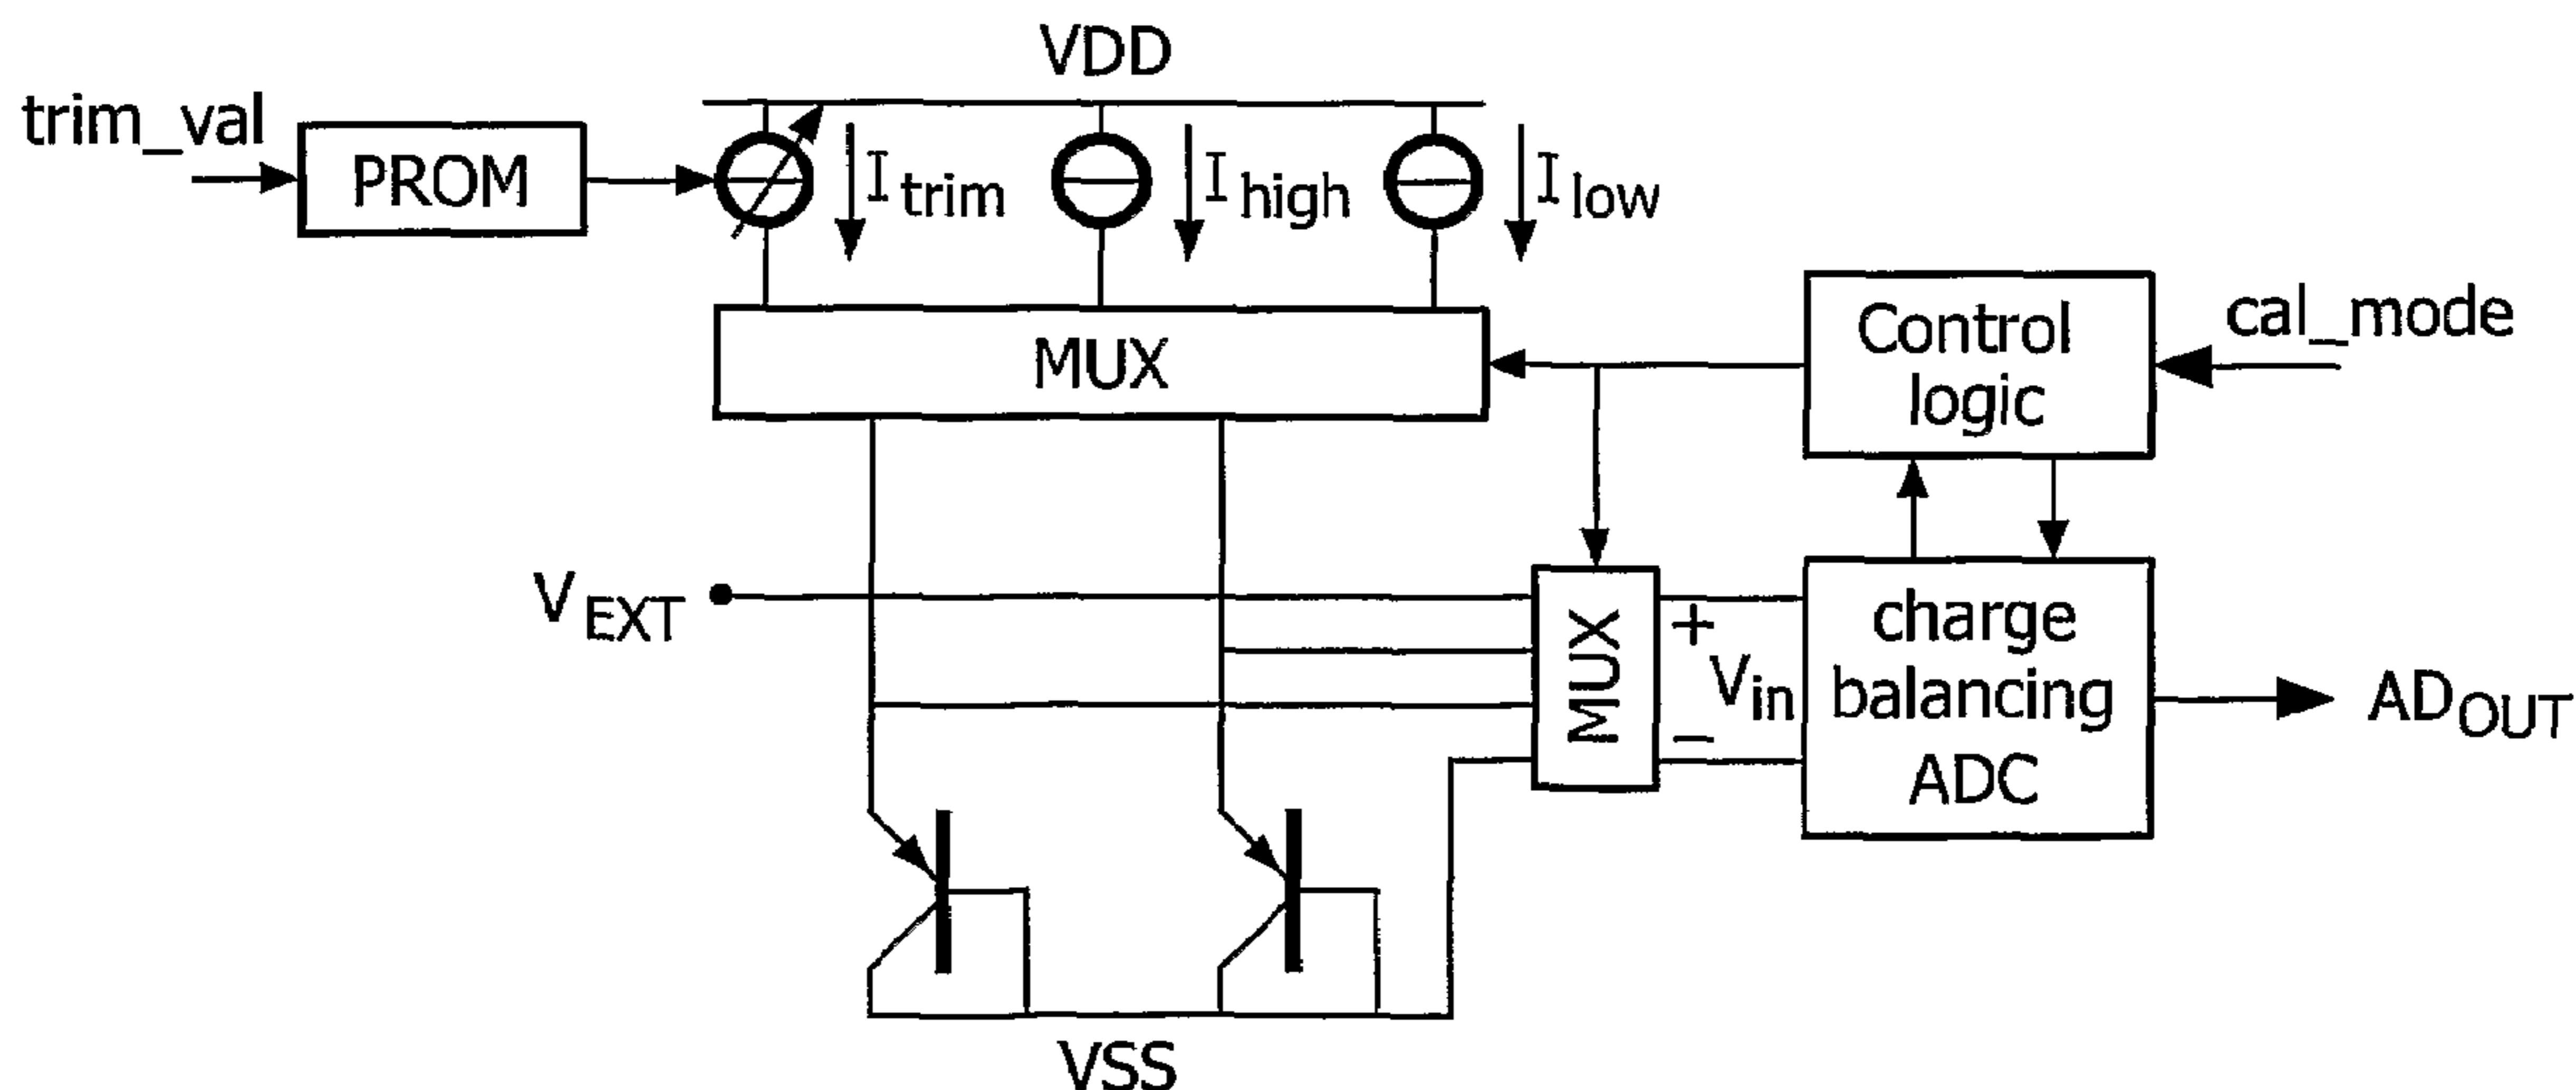 VDD
trim_val
PROM
I trim
I high
I low
MUX
Control
logic
cal_mode
V EXT
MUX
+
V in
−
charge
balancing
ADC
AD OUT
VSS